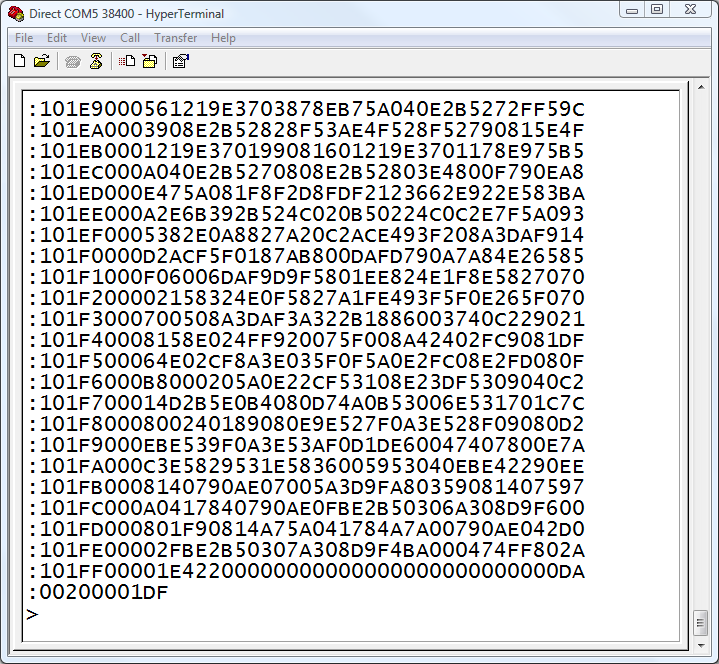 Direct COM5 38400 - HyperTerminal
File Edit View Call Transfer Help
:101E9000561219E3703878EB75A040E2B5272FF59C
:101EA0003908E2B52828F53AE4F528F52790815E4F
:101EB0001219E370199081601219E3701178E975B5
:101EC000A040E2B5270808E2B52803E4800F790EA8
:101ED000E475A081F8F2D8FDF2123662E922E583BA
:101EE000A2E6B392B524C020B50224C0C2E7F5A093
:101EF0005382E0A8827A20C2ACE493F208A3DAF914
:101F0000D2ACF5F0187AB800DAFD790A7A84E26585
:101F1000F06006DAF9D9F5801EE824E1F8E5827070
:101F200002158324E0F5827A1FE493F5F0E265F070
:101F3000700508A3DAF3A322B1886003740C229021
:101F40008158E024FF920075F008A42402FC9081DF
:101F500064E02CF8A3E035F0F5A0E2FC08E2FD080F
:101F6000B8000205A0E22CF53108E23DF5309040C2
:101F700014D2B5E0B4080D74A0B53006E531701C7C
:101F8000800240189080E9E527F0A3E528F09080D2
:101F9000EBE539F0A3E53AF0D1DE60047407800E7A
:101FA000C3E5829531E5836005953040EBE42290EE
:101FB0008140790AE07005A3D9FA80359081407597
:101FC000A0417840790AE0FBE2B50306A308D9F600
:101FD000801F90814A75A041784A7A00790AE042D0
:101FE00002FBE2B50307A308D9F4BA000474FF802A
:101FF00001E42200000000000000000000000000DA
:00200001DF
>